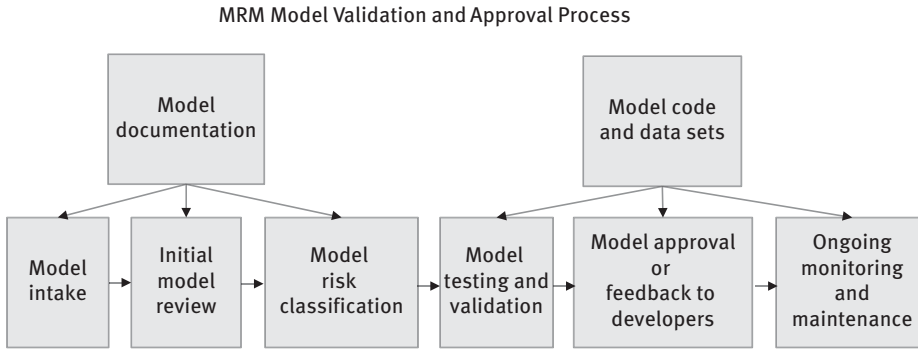 MRM Model Validation and Approval Process
Model
documentation
Model code
and data sets
Model
intake
Initial
model
review
Model
risk
classification
Model
testing and
validation
Model approval
or
feedback to
developers
Ongoing
monitoring
and
maintenance